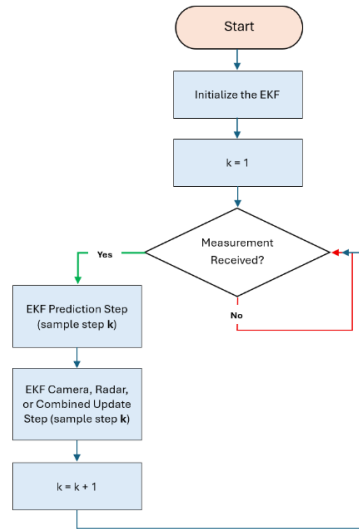 Start
Initialize the EKF
k = 1
Measurement
Received?
Yes
No
EKF Prediction Step
(sample step k)
EKF Camera, Radar,
or Combined Update
Step (sample step k)
k = k + 1